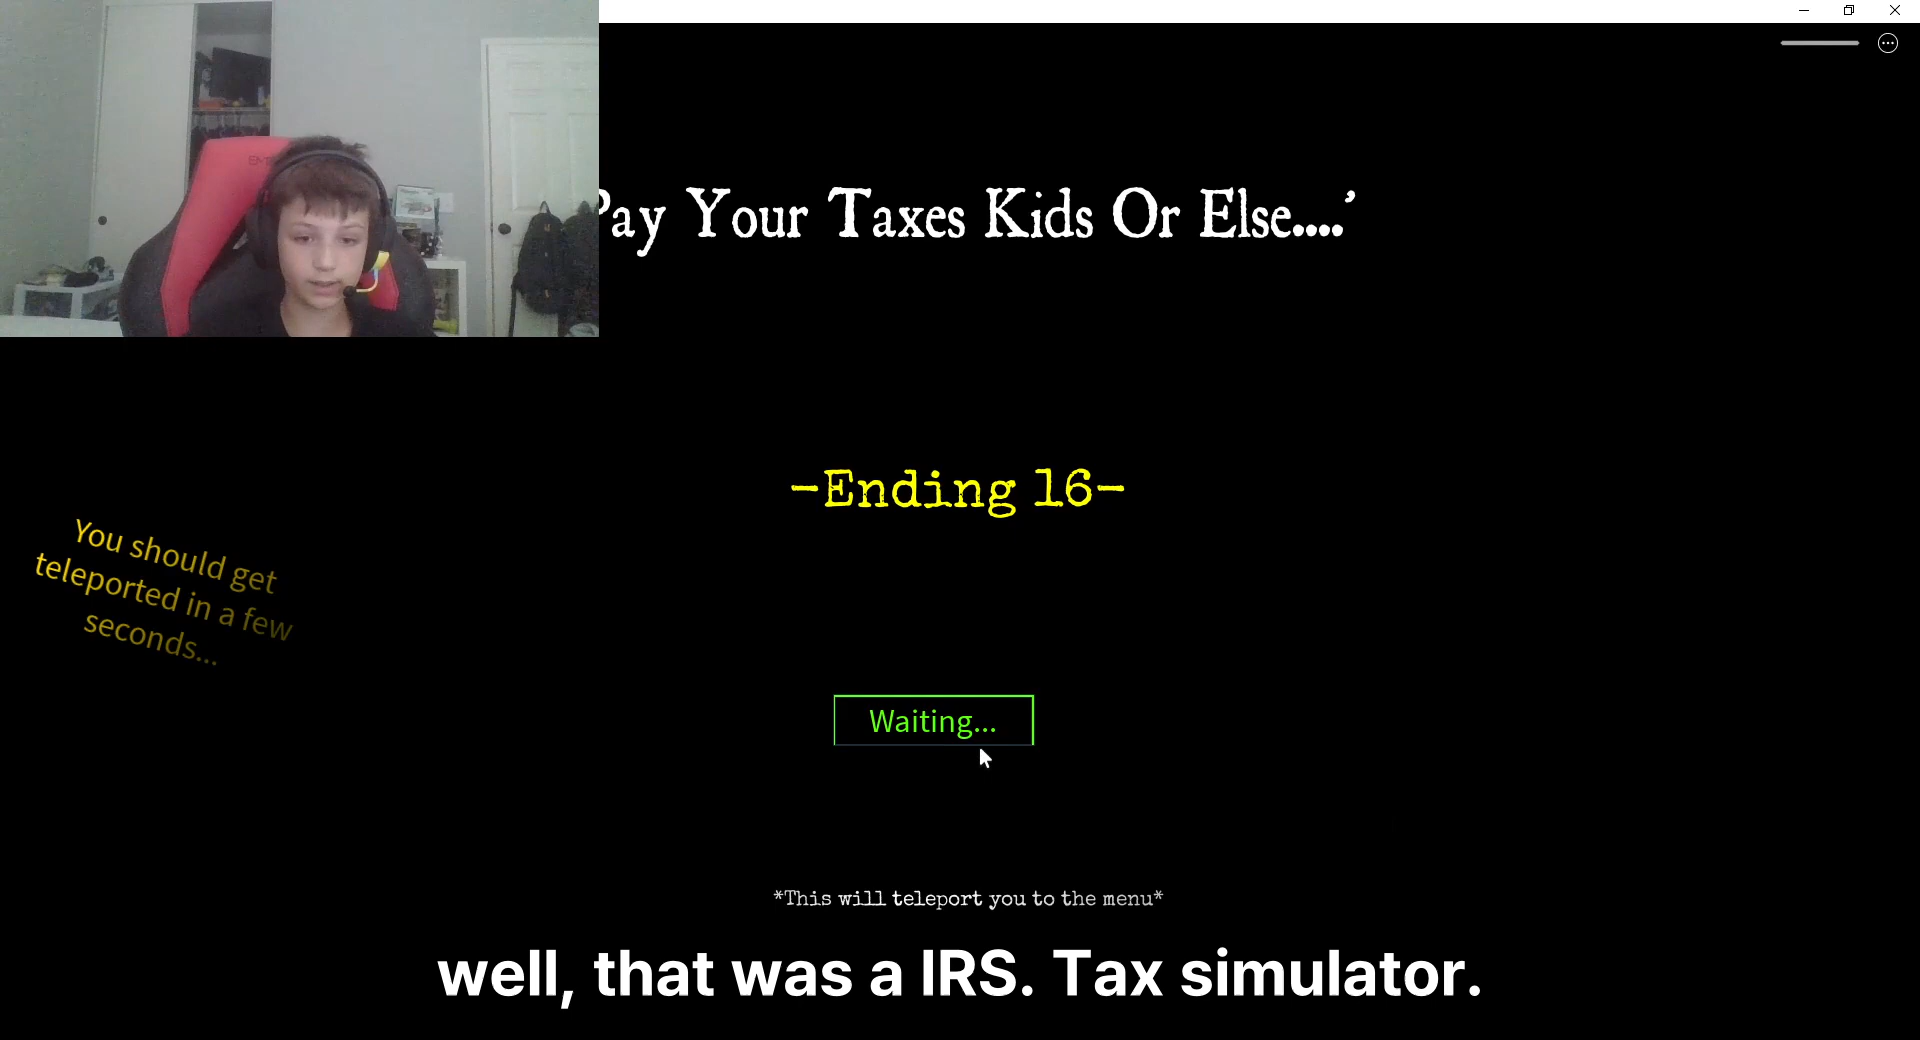 Pay Your Taxes Kids Or Else....'
-Ending 16-
You should get
teleported in a few
seconds...
Waiting...
*This will teleport you to the menu*
well, that was a IRS. Tax simulator.